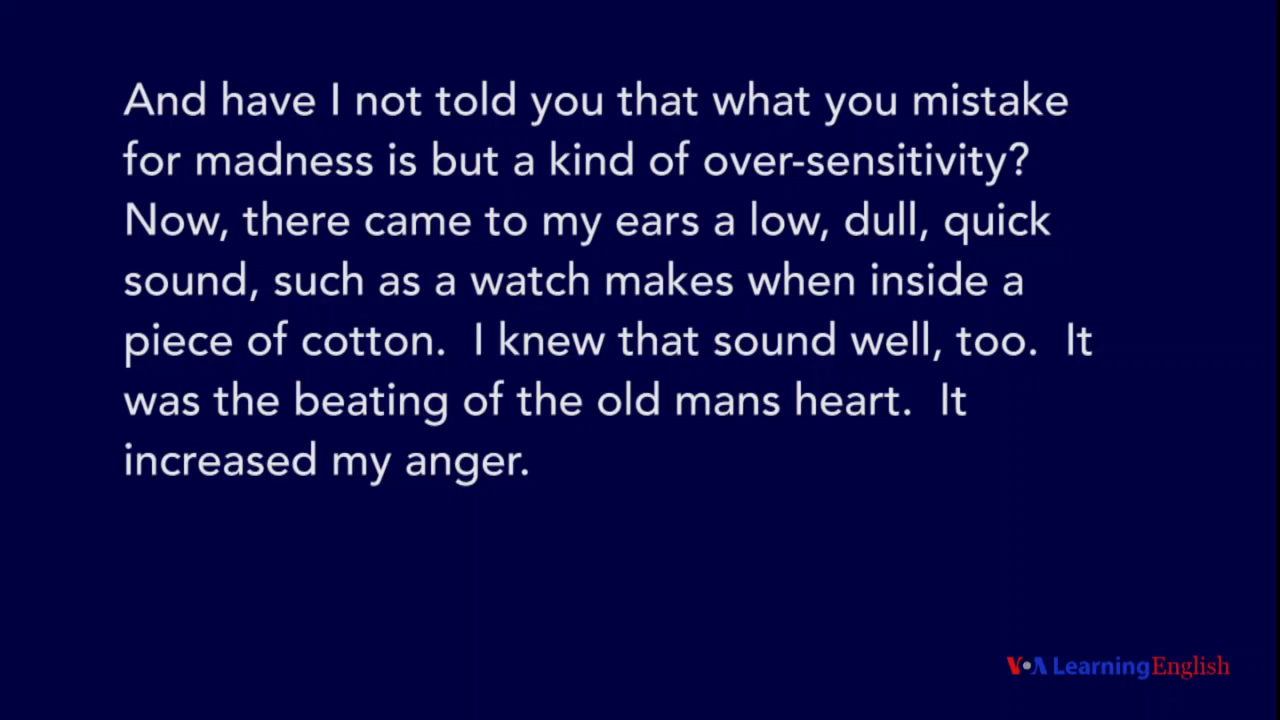 And have I not told you that what you mistake
for madness is but a kind of over-sensitivity?
Now, there came to my ears a low, dull, quick
sound, such as a watch makes when inside a
piece of cotton.  I knew that sound well, too.  It
was the beating of the old mans heart.  It
increased my anger.
VOA LearningEnglish